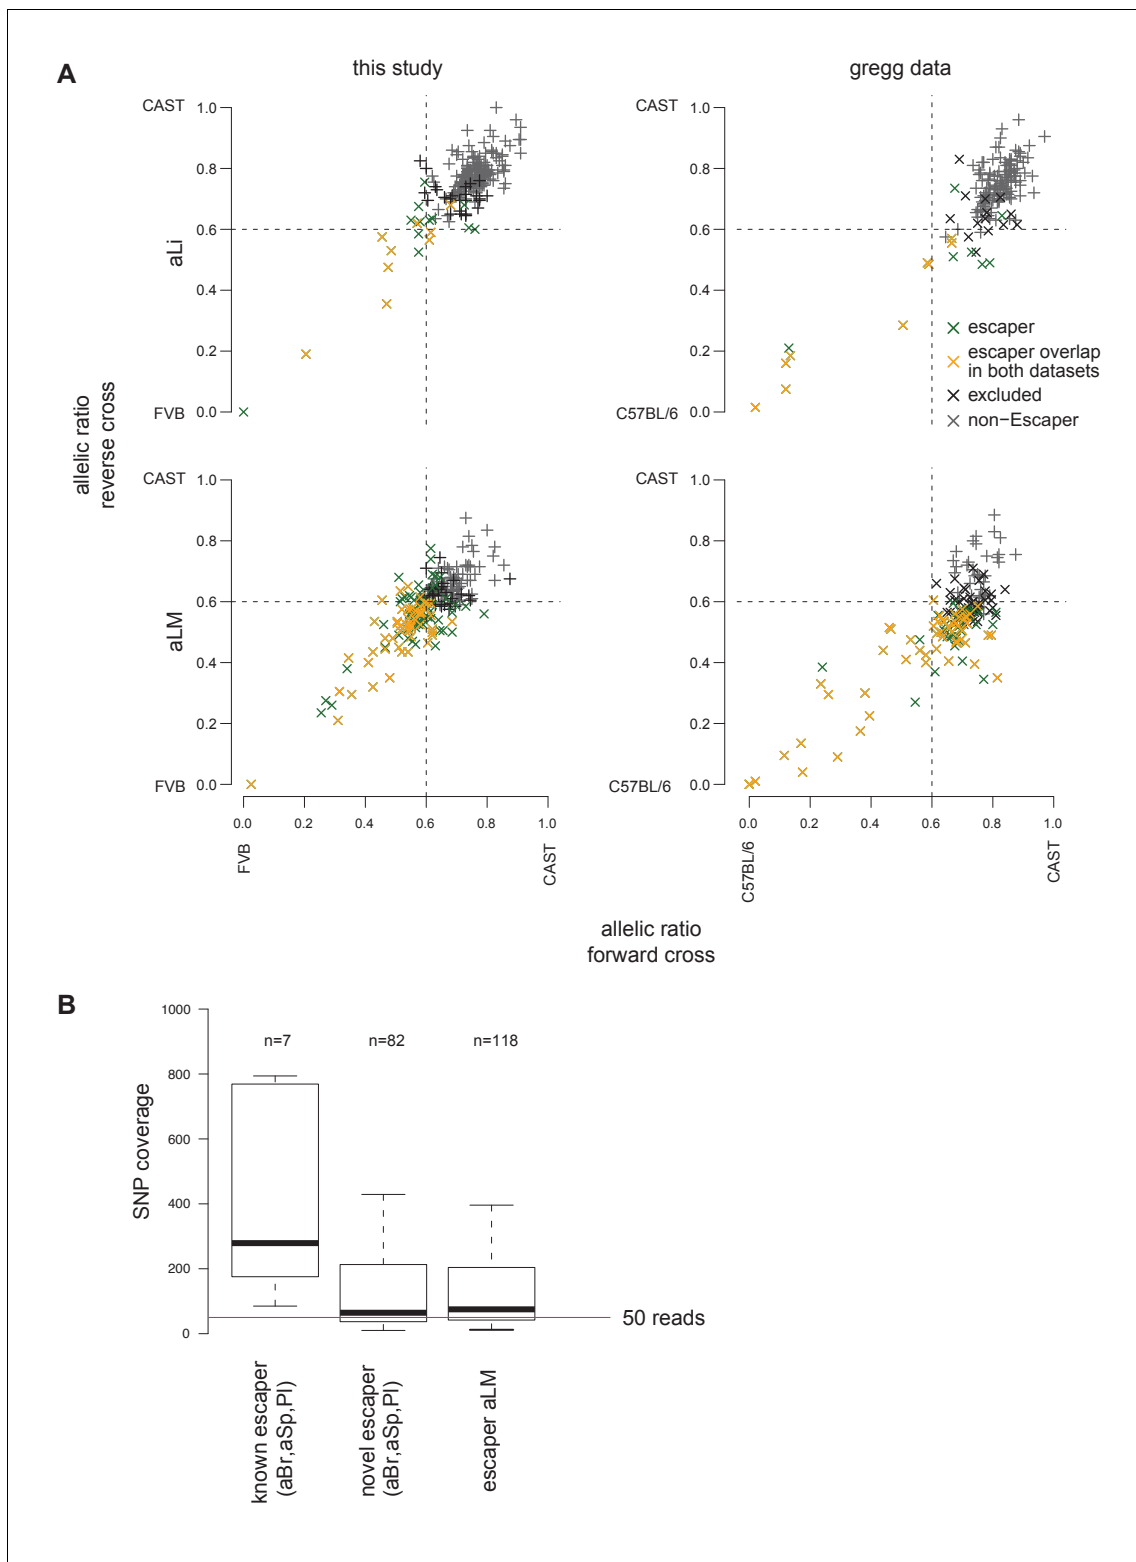 A
this study
gregg data
CAST
1.0
0.8
0.6
0.4
0.2
FVB
0.0
aLi
CAST
1.0
0.8
0.6
0.4
0.2
C57BL/6
0.0
escaper
escaper overlap
in both datasets
excluded
non−Escaper
allelic ratio
reverse cross
CAST
1.0
0.8
0.6
0.4
0.2
FVB
0.0
aLM
0.0
0.2
0.4
0.6
0.8
1.0
FVB
CAST
CAST
1.0
0.8
0.6
0.4
0.2
C57BL/6
0.0
0.0
0.2
0.4
0.6
0.8
1.0
C57BL/6
CAST
allelic ratio
forward cross
B
1000
800
600
400
200
0
SNP coverage
n=7
n=82
n=118
50 reads
known escaper
(aBr,aSp,Pl)
novel escaper
(aBr,aSp,Pl)
escaper aLM